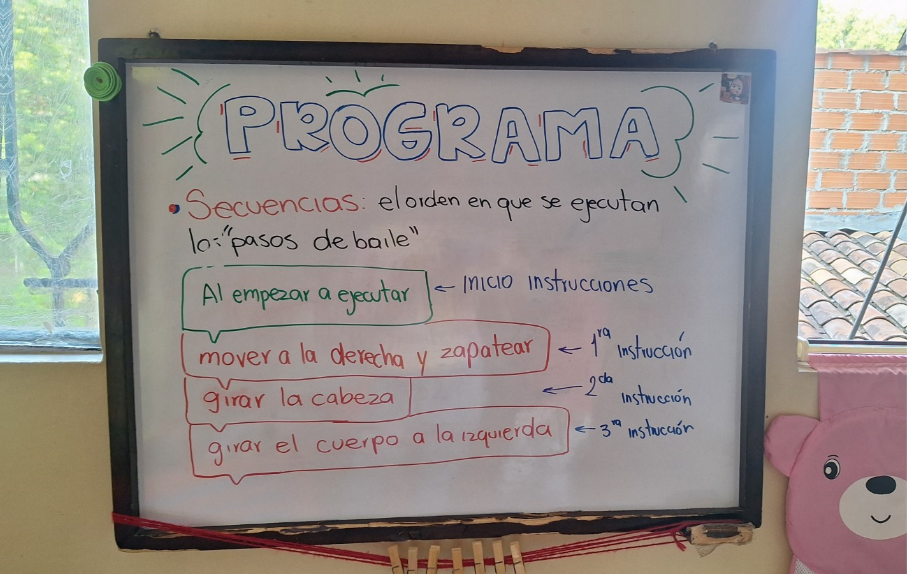 PROGRAMA
• Secuencias: el orden en que se ejecutan
los "pasos de baile"
Al empezar a ejecutar ← Inicio instrucciones
mover a la derecha y zapatear ← 1ra instrucción
girar la cabeza ← 2da instrucción
girar el cuerpo a la izquierda ← 3ra instrucción